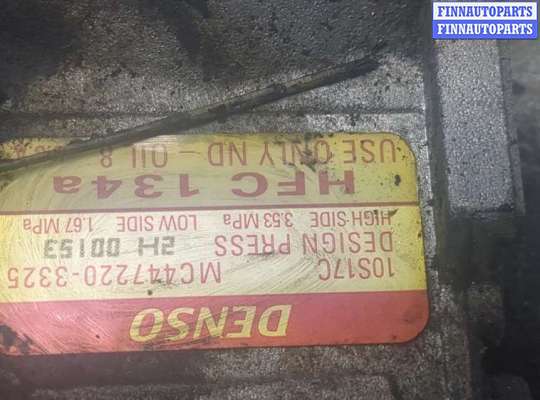 FINNAUTOPARTS
FINNAUTOPARTS
DENSO
10S17C MC447220-3325
DESIGN PRESS 2H 00153
HIGH SIDE 3.53 MPa LOW SIDE 1.67 MPa
HFC 134a
USE ONLY ND-OIL 8